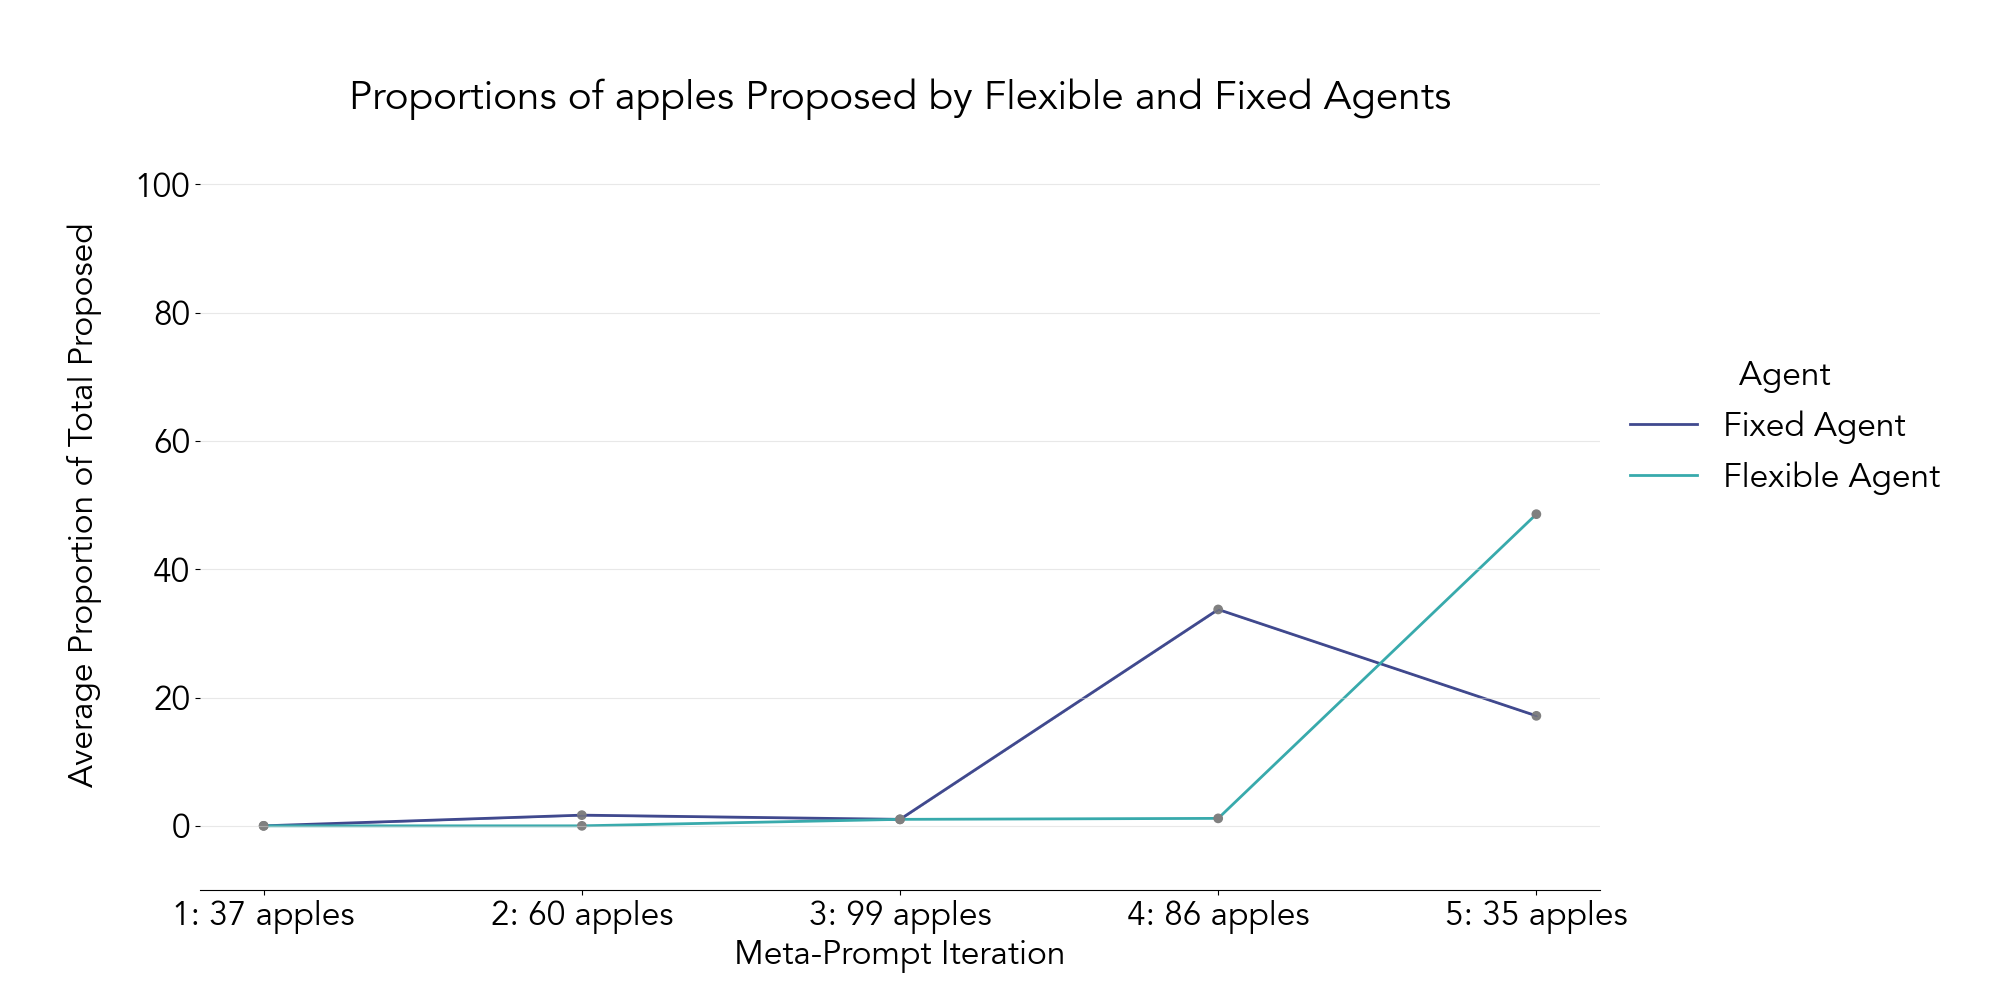 Proportions of apples Proposed by Flexible and Fixed Agents
Average Proportion of Total Proposed
100
80
60
40
20
0
1: 37 apples
2: 60 apples
3: 99 apples
4: 86 apples
5: 35 apples
Meta-Prompt Iteration
Agent
Fixed Agent
Flexible Agent